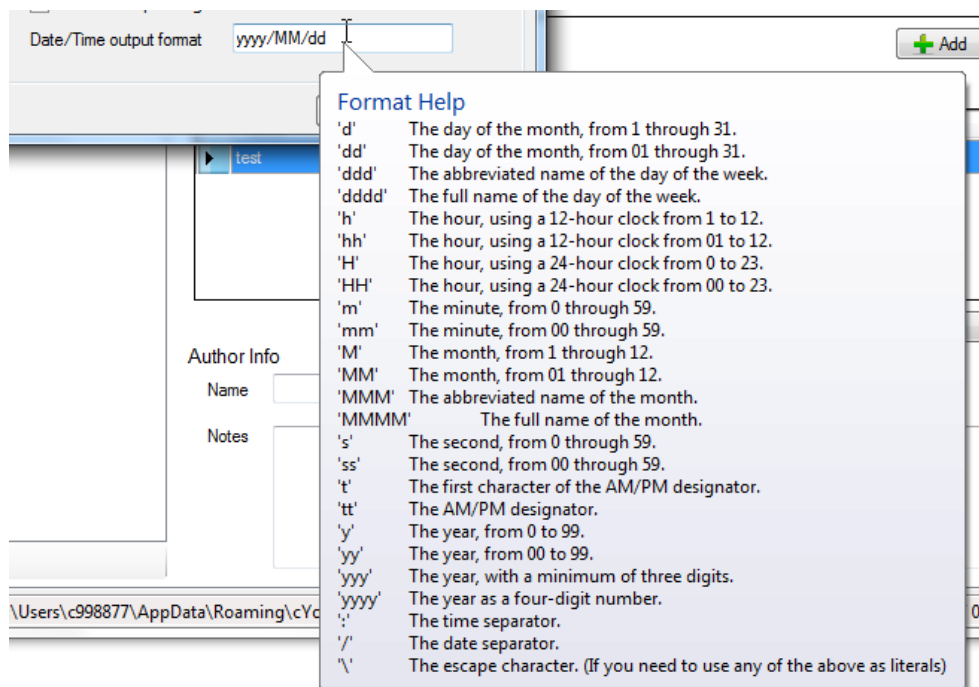 Date/Time output format yyyy/MM/dd
Add
Format Help
'd' The day of the month, from 1 through 31.
'dd' The day of the month, from 01 through 31.
'ddd' The abbreviated name of the day of the week.
'dddd' The full name of the day of the week.
'h' The hour, using a 12-hour clock from 1 to 12.
'hh' The hour, using a 12-hour clock from 01 to 12.
'H' The hour, using a 24-hour clock from 0 to 23.
'HH' The hour, using a 24-hour clock from 00 to 23.
'm' The minute, from 0 through 59.
'mm' The minute, from 00 through 59.
'M' The month, from 1 through 12.
'MM' The month, from 01 through 12.
'MMM' The abbreviated name of the month.
'MMMM' The full name of the month.
's' The second, from 0 through 59.
'ss' The second, from 00 through 59.
't' The first character of the AM/PM designator.
'tt' The AM/PM designator.
'y' The year, from 0 to 99.
'yy' The year, from 00 to 99.
'yyy' The year, with a minimum of three digits.
'yyyy' The year as a four-digit number.
':' The time separator.
'/' The date separator.
'\' The escape character. (If you need to use any of the above as literals)
test
Author Info
Name
Notes
\Users\c998877\AppData\Roaming\cYo
0